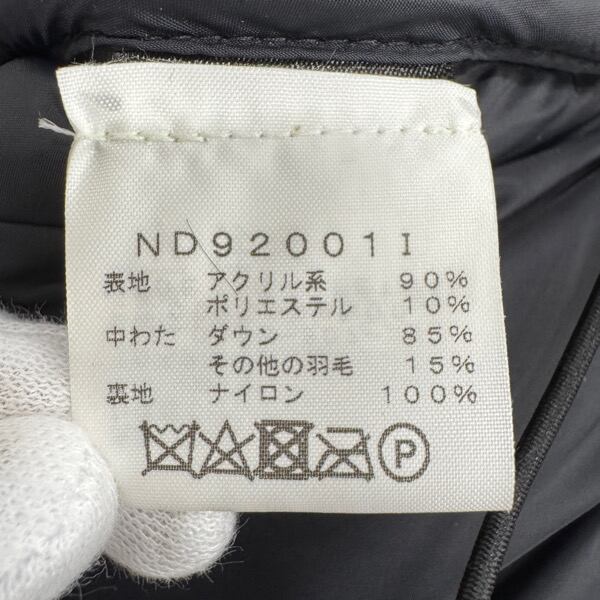 ND92001I
表地 アクリル系 90%
ポリエステル 10%
中わた ダウン 85%
その他の羽毛 15%
裏地 ナイロン 100%
P